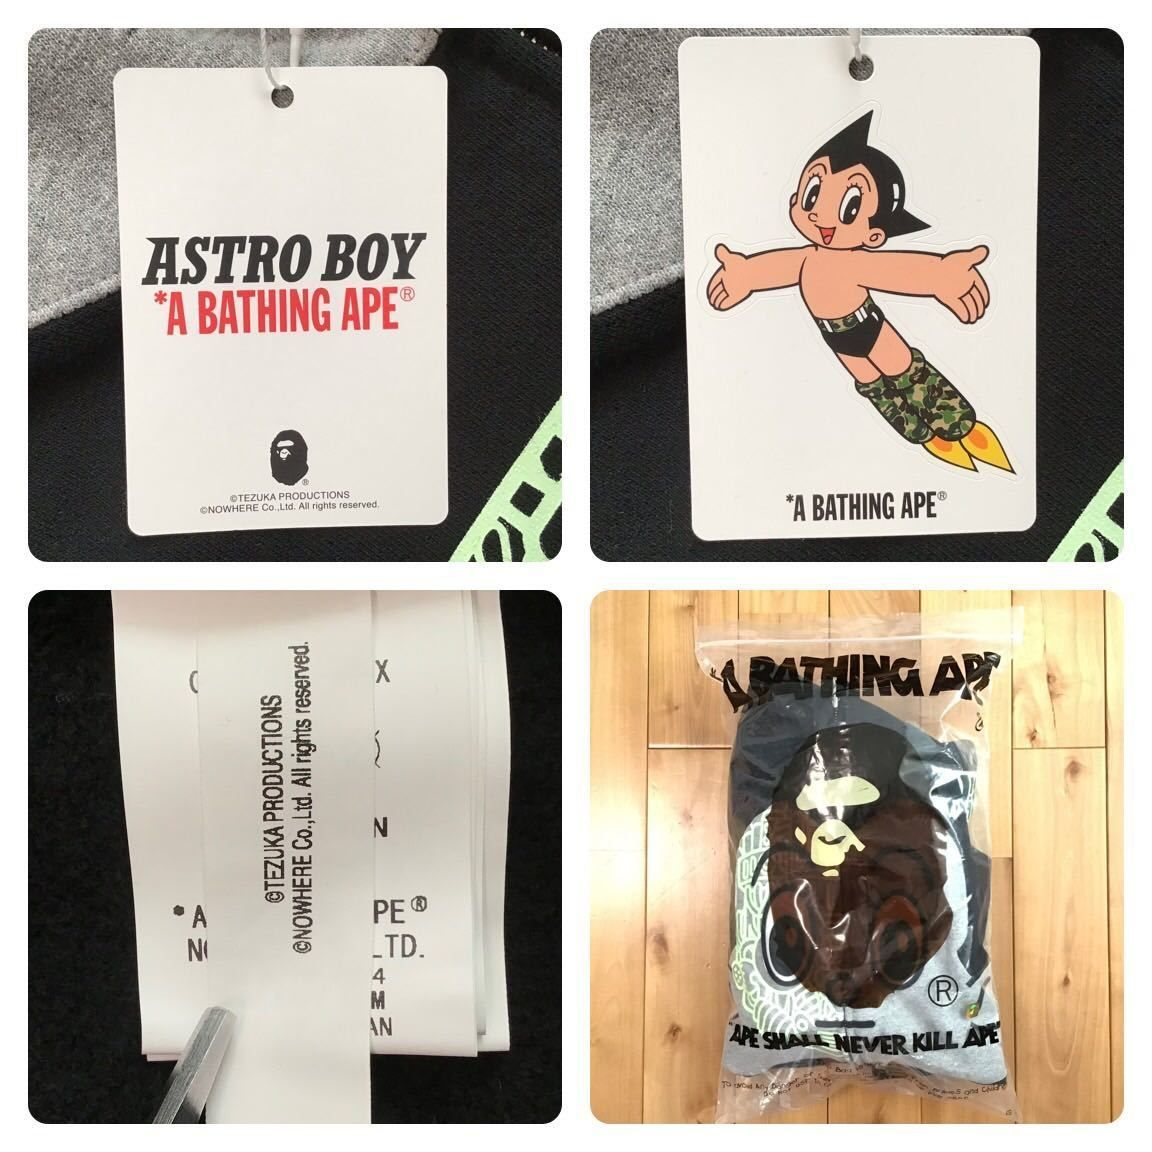 ASTRO BOY
*A BATHING APE®
®
©TEZUKA PRODUCTIONS
©NOWHERE Co.,Ltd. All rights reserved.
*A BATHING APE®
©TEZUKA PRODUCTIONS
©NOWHERE Co.,Ltd. All rights reserved.
X
N
*A
PE®
LTD.
4
M
AN
*A BATHING APE
®
"APE SHALL NEVER KILL APE"